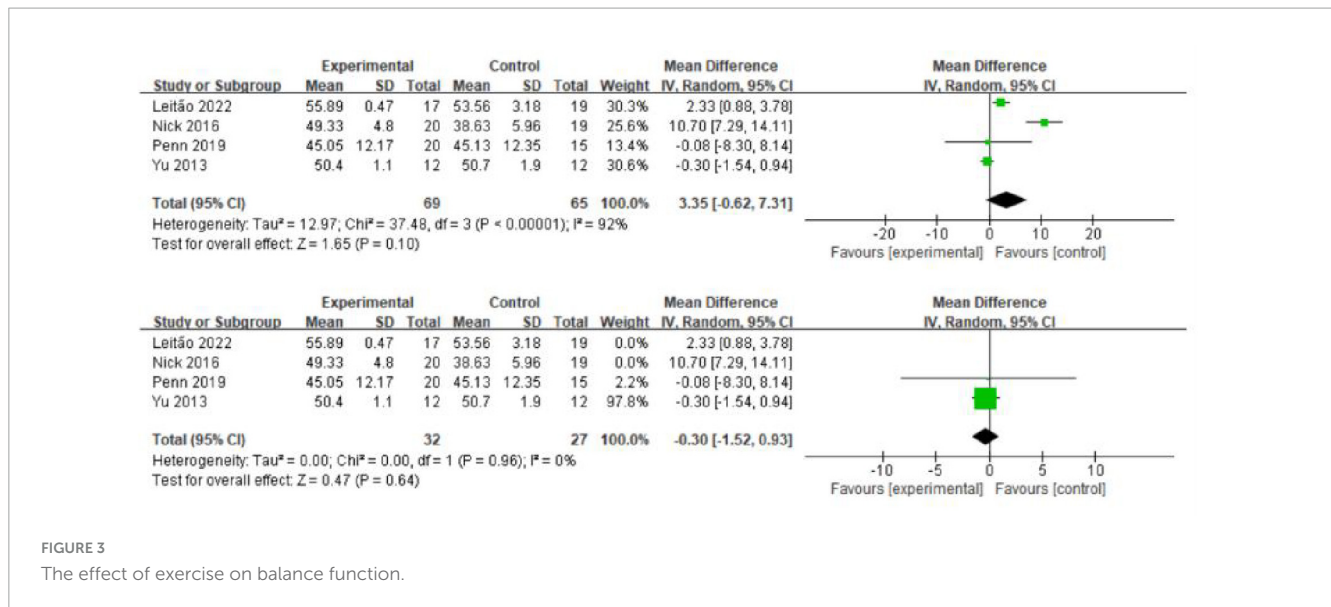 Experimental Control Mean Difference Mean Difference
Study or Subgroup Mean SD Total Mean SD Total Weight IV, Random, 95% CI IV, Random, 95% CI
Leitão 2022 55.89 0.47 17 53.56 3.18 19 30.3% 2.33 [0.88, 3.78]
Nick 2016 49.33 4.8 20 38.63 5.96 19 25.6% 10.70 [7.29, 14.11]
Penn 2019 45.05 12.17 20 45.13 12.35 15 13.4% -0.08 [-8.30, 8.14]
Yu 2013 50.4 1.1 12 50.7 1.9 12 30.6% -0.30 [-1.54, 0.94]
Total (95% CI) 69 65 100.0% 3.35 [-0.62, 7.31]
Heterogeneity: Tau² = 12.97; Chi² = 37.48, df = 3 (P < 0.00001); I² = 92%
Test for overall effect: Z = 1.65 (P = 0.10)
-20 -10 0 10 20
Favours [experimental] Favours [control]
Experimental Control Mean Difference Mean Difference
Study or Subgroup Mean SD Total Mean SD Total Weight IV, Random, 95% CI IV, Random, 95% CI
Leitão 2022 55.89 0.47 17 53.56 3.18 19 0.0% 2.33 [0.88, 3.78]
Nick 2016 49.33 4.8 20 38.63 5.96 19 0.0% 10.70 [7.29, 14.11]
Penn 2019 45.05 12.17 20 45.13 12.35 15 2.2% -0.08 [-8.30, 8.14]
Yu 2013 50.4 1.1 12 50.7 1.9 12 97.8% -0.30 [-1.54, 0.94]
Total (95% CI) 32 27 100.0% -0.30 [-1.52, 0.93]
Heterogeneity: Tau² = 0.00; Chi² = 0.00, df = 1 (P = 0.96); I² = 0%
Test for overall effect: Z = 0.47 (P = 0.64)
-10 -5 0 5 10
Favours [experimental] Favours [control]
FIGURE 3
The effect of exercise on balance function.